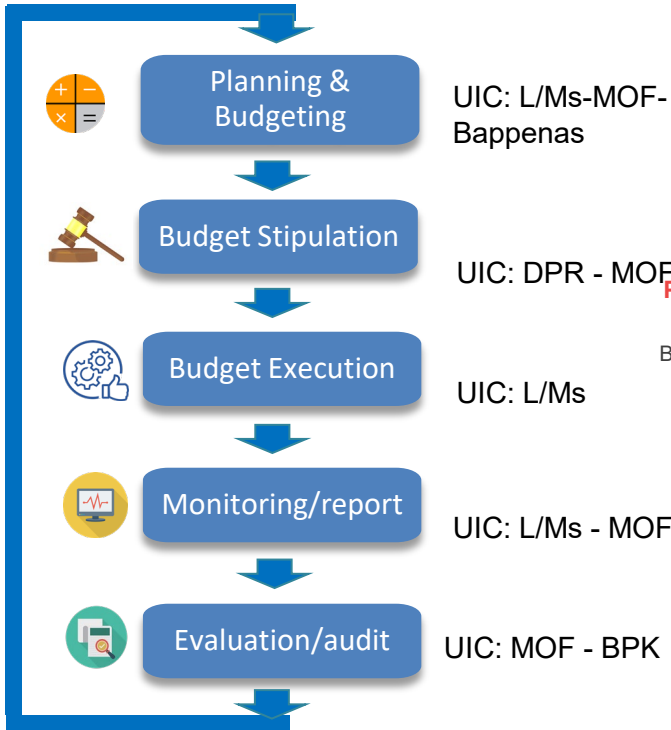 Planning &
Budgeting
UIC: L/Ms-MOF-
Bappenas
Budget Stipulation
UIC: DPR - MOF
Budget Execution
UIC: L/Ms
Monitoring/report
UIC: L/Ms - MOF
Evaluation/audit
UIC: MOF - BPK